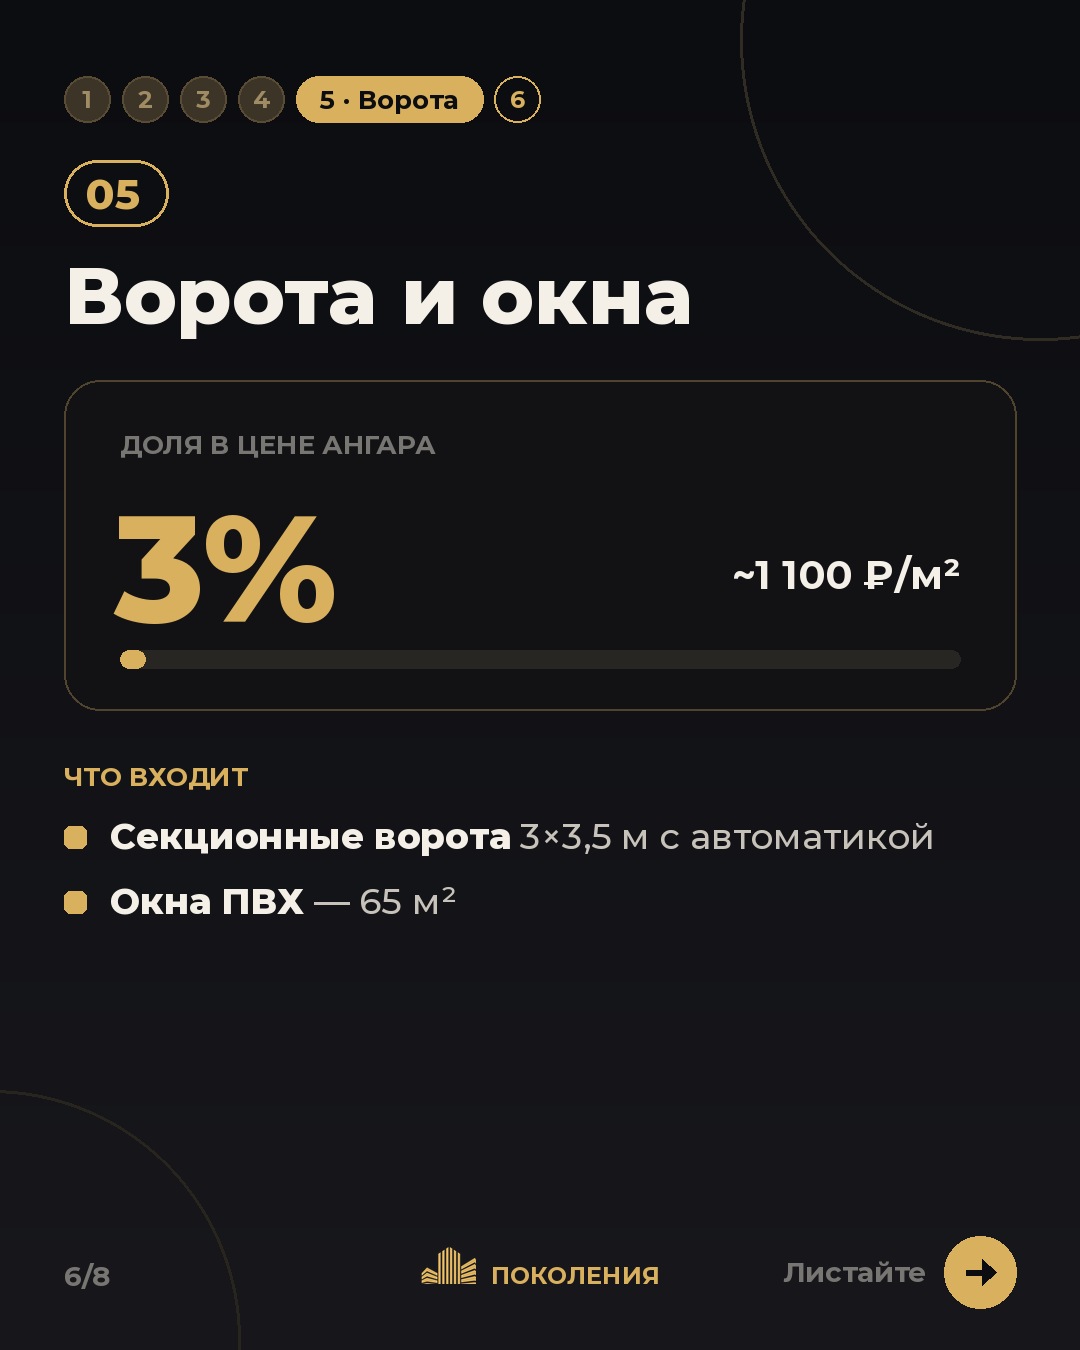 1 2 3 4 5 · Ворота 6
05
Ворота и окна
ДОЛЯ В ЦЕНЕ АНГАРА
3%
~1 100 ₽/м²
ЧТО ВХОДИТ
Секционные ворота 3×3,5 м с автоматикой
Окна ПВХ — 65 м²
6/8 ПОКОЛЕНИЯ Листайте